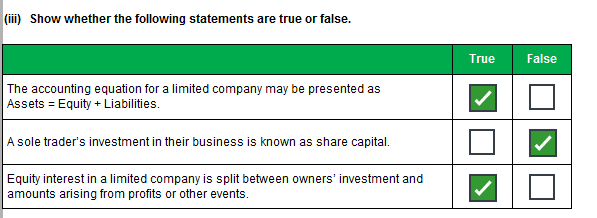 (iii) Show whether the following statements are true or false.
True False
The accounting equation for a limited company may be presented as
Assets = Equity + Liabilities.
A sole trader's investment in their business is known as share capital.
Equity interest in a limited company is split between owners' investment and
amounts arising from profits or other events.